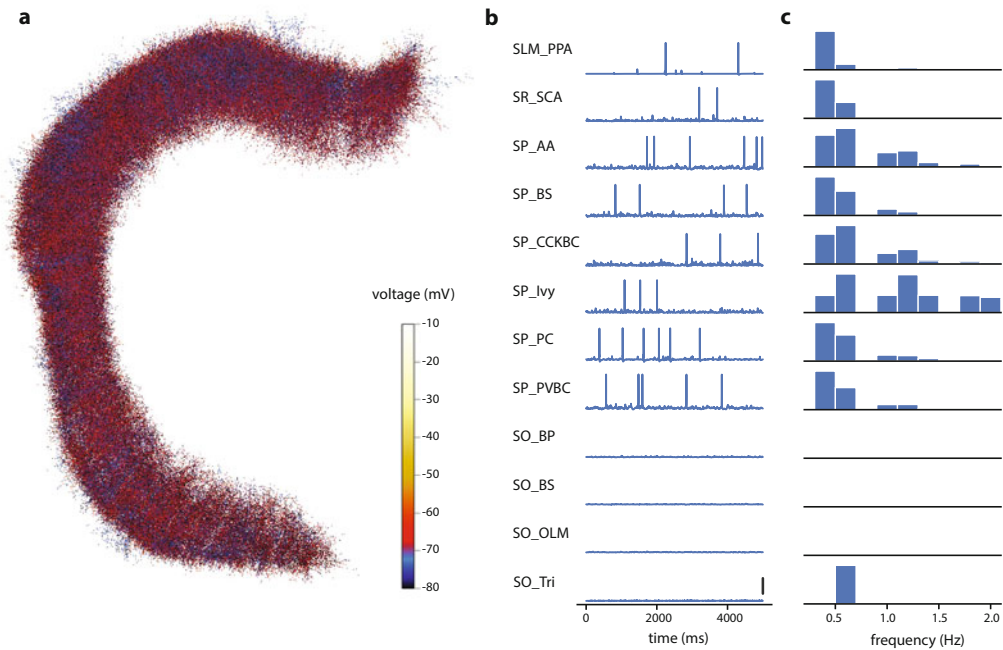 a
voltage (mV)
-10
-20
-30
-40
-50
-60
-70
-80
b
SLM_PPA
SR_SCA
SP_AA
SP_BS
SP_CCKBC
SP_Ivy
SP_PC
SP_PVBC
SO_BP
SO_BS
SO_OLM
SO_Tri
0 2000 4000
time (ms)
c
0.5 1.0 1.5 2.0
frequency (Hz)